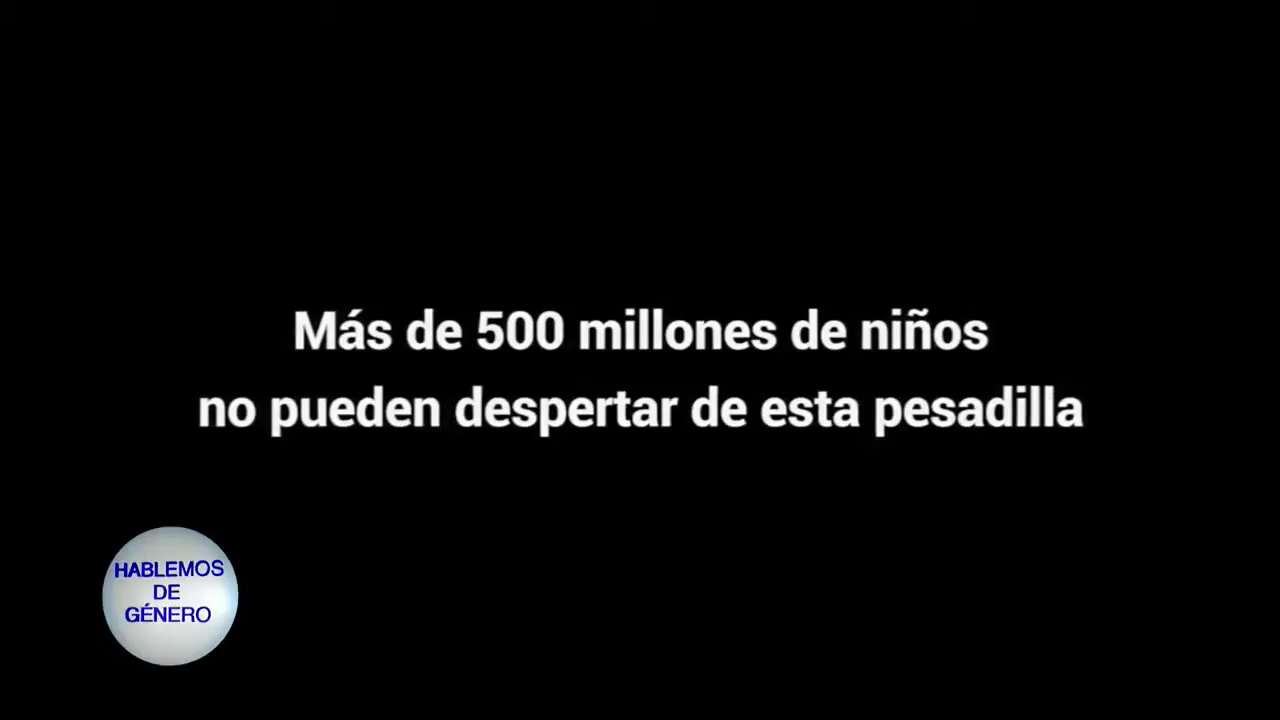 Más de 500 millones de niños
no pueden despertar de esta pesadilla
HABLEMOS
DE
GÉNERO